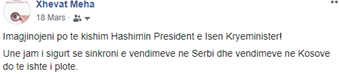 Xhevat Meha
18 Mars ·
Imagjinojeni po te kishim Hashimin President e Isen Kryeminister!
Une jam i sigurt se sinkroni e vendimeve ne Serbi dhe vendimeve ne Kosove
do te ishte i plote.